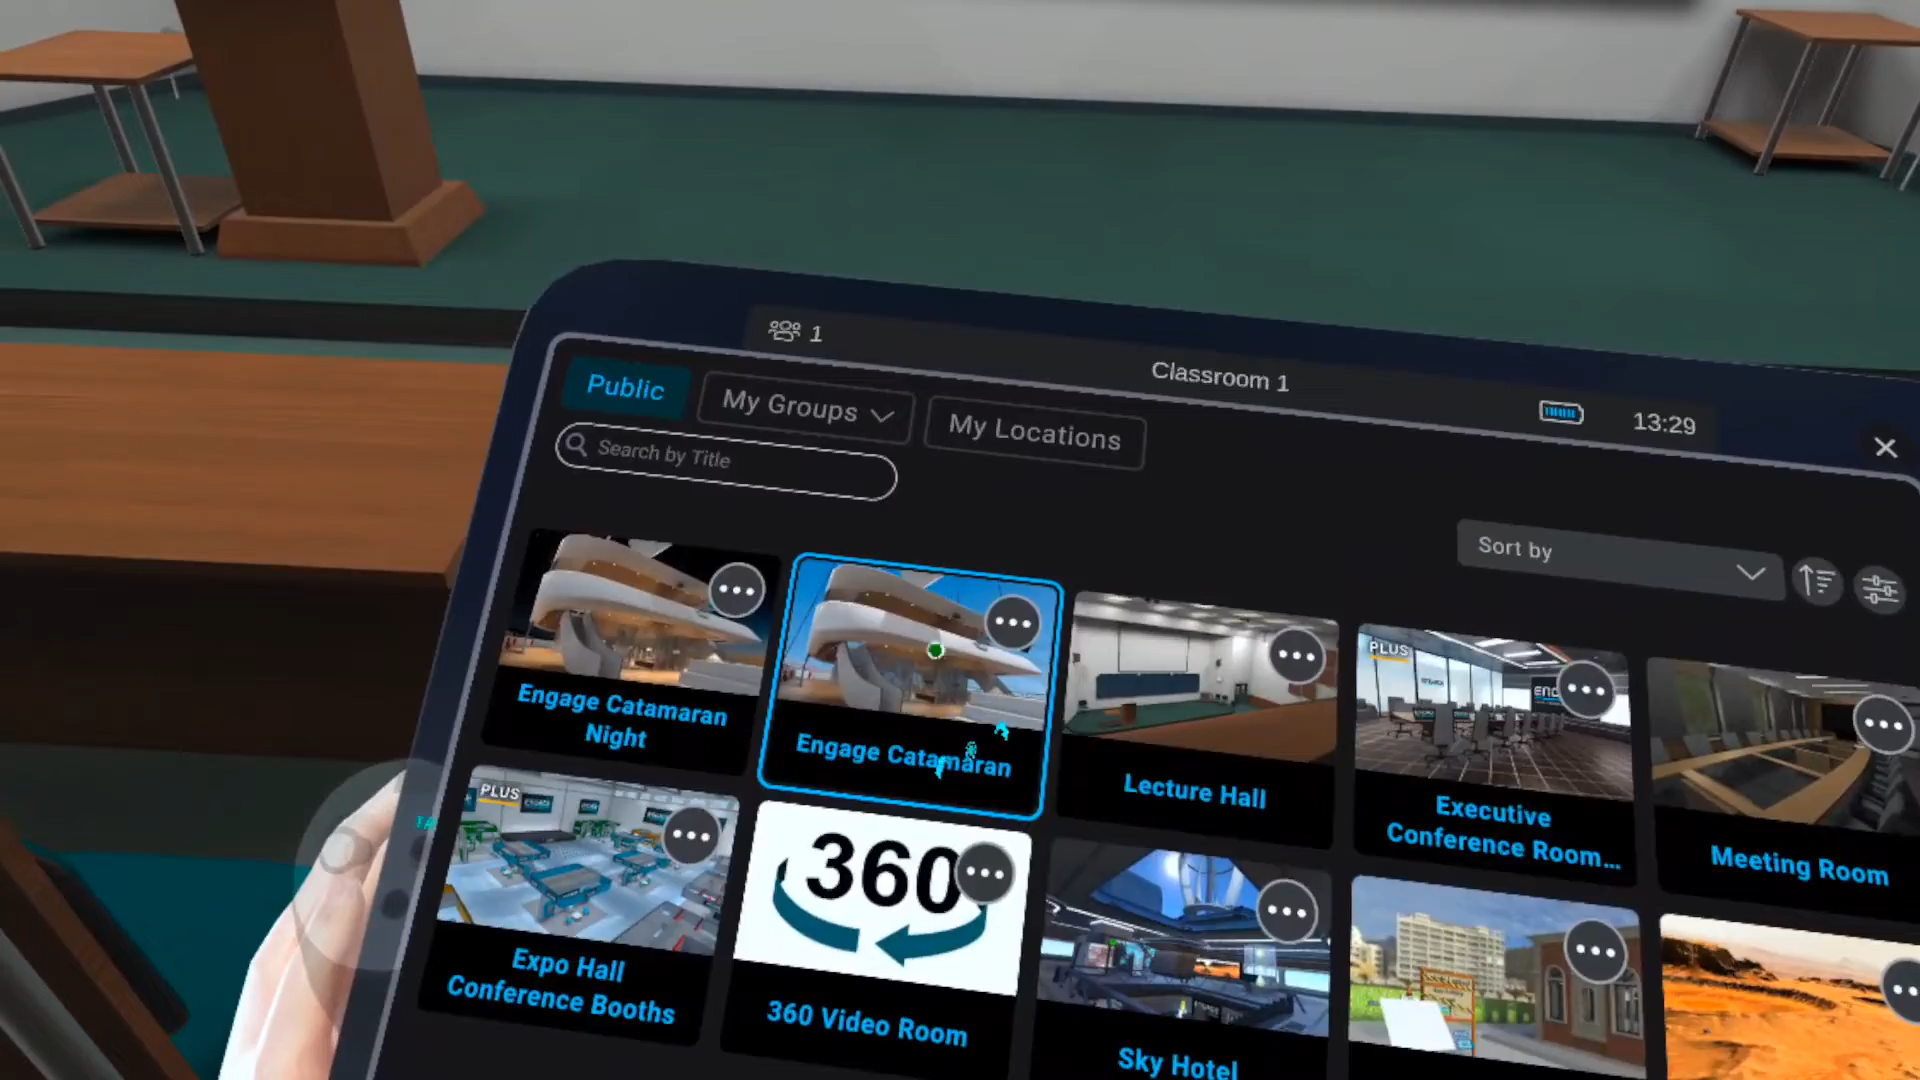 1
Classroom 1
13:29
Public
My Groups
My Locations
Search by Title
Sort by
Engage Catamaran
Night
Engage Catamaran
Lecture Hall
PLUS
Executive
Conference Room...
Meeting Room
PLUS
Expo Hall
Conference Booths
360
360 Video Room
Sky Hotel